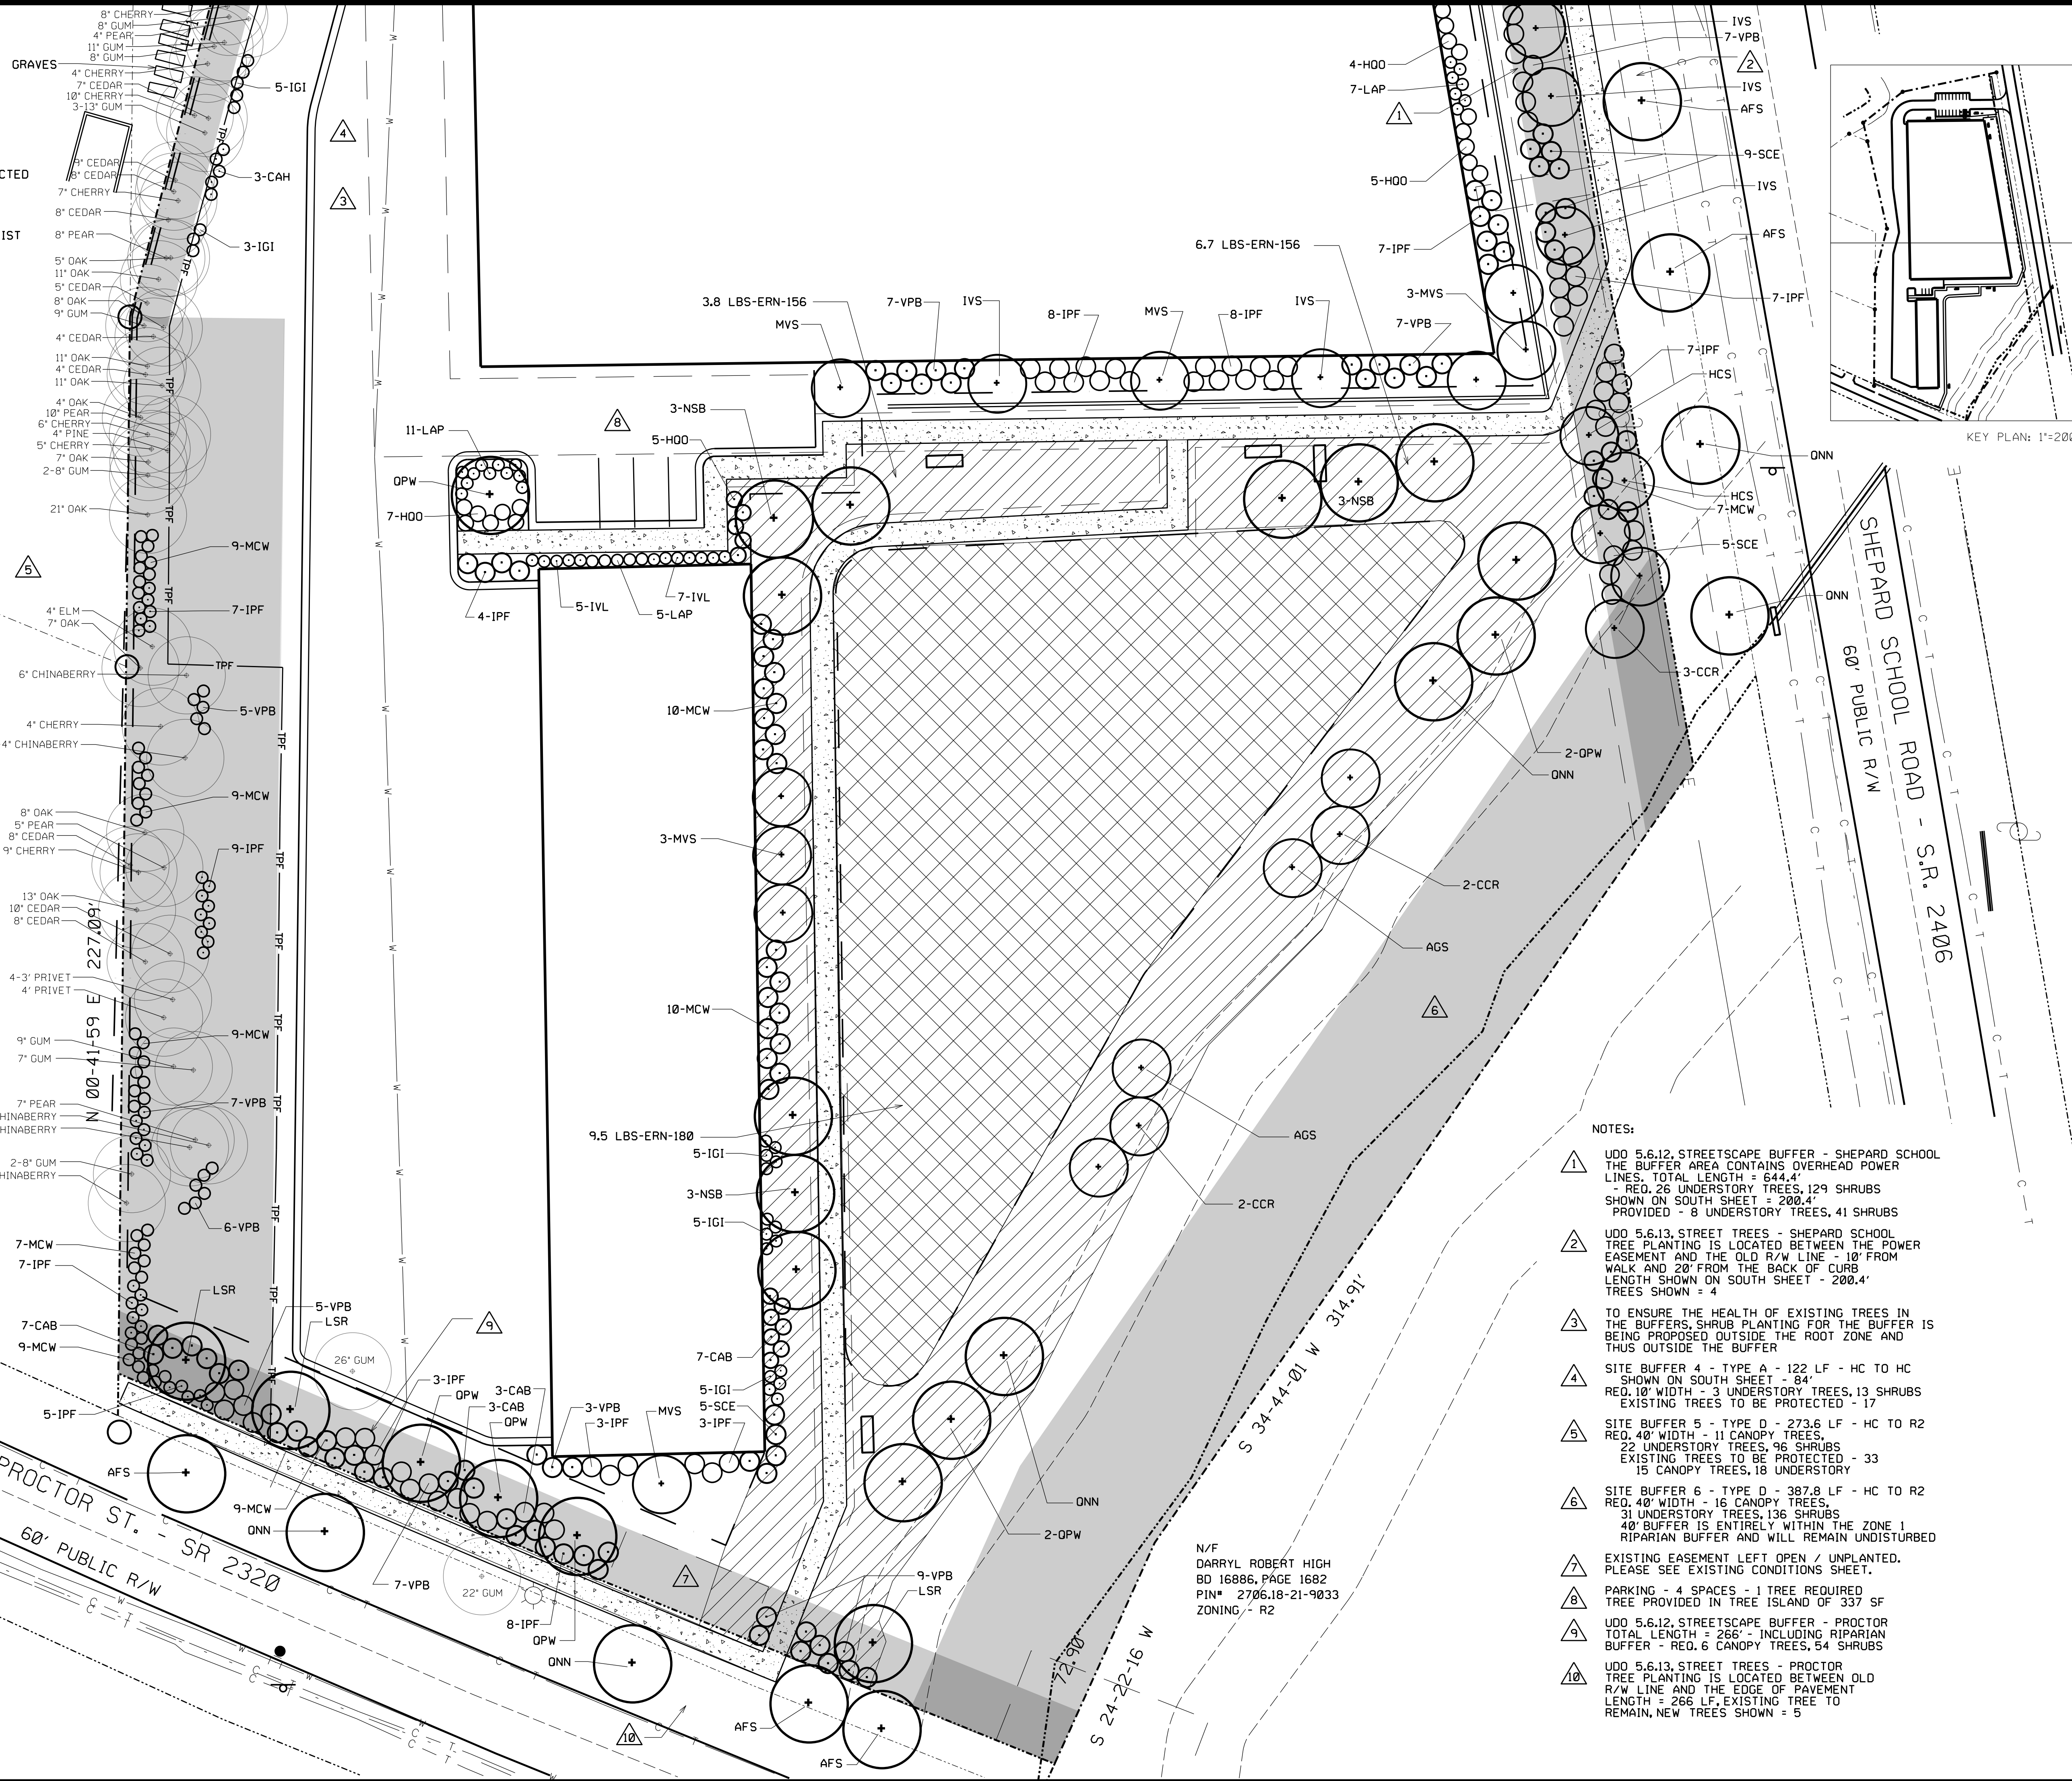 8" CHERRY
8" GUM
4" PEAR
11" GUM
8" GUM
GRAVES
4" CHERRY
7" CEDAR
10" CHERRY
3-13" GUM
5-IGI
9" CEDAR
8" CEDAR
CTED
7" CHERRY
3-CAH
8" CEDAR
IST
8" PEAR
3-IGI
5" OAK
11" OAK
5" CEDAR
8" OAK
9" GUM
4" CEDAR
11" OAK
4" CEDAR
11" OAK
4" OAK
10" PEAR
6" CHERRY
4" PINE
5" CHERRY
7" OAK
2-8" GUM
21" OAK
9-MCW
5
4" ELM
7" OAK
7-IPF
TPF
6" CHINABERRY
5-VPB
4" CHERRY
4" CHINABERRY
9-MCW
8" OAK
5" PEAR
8" CEDAR
9" CHERRY
9-IPF
13" OAK
10" CEDAR
8" CEDAR
N 00-41-59 E 227.09'
4-3' PRIVET
4' PRIVET
9-MCW
9" GUM
7" GUM
7-VPB
7" PEAR
HINABERRY
HINABERRY
2-8" GUM
HINABERRY
6-VPB
7-MCW
7-IPF
LSR
7-CAB
9-MCW
5-VPB
LSR
26" GUM
9
5-IPF
3-IPF
QPW
3-CAB
3-CAB
QPW
3-VPB
3-IPF
MVS
AFS
9-MCW
QNN
7-VPB
22" GUM
8-IPF
QPW
QNN
7
10
AFS
AFS
9-VPB
LSR
PROCTOR ST. - SR 2320
60' PUBLIC R/W
4
3
3.8 LBS-ERN-156
MVS
7-VPB
IVS
8-IPF
MVS
8-IPF
IVS
7-VPB
6.7 LBS-ERN-156
3-NSB
5-HQO
8
11-LAP
QPW
7-HQO
4-IPF
5-IVL
5-LAP
7-IVL
3-NSB
10-MCW
3-MVS
10-MCW
9.5 LBS-ERN-180
5-IGI
3-NSB
5-IGI
7-CAB
5-IGI
5-SCE
3-IPF
4-HQO
7-LAP
1
5-HQO
7-IPF
3-MVS
IVS
7-VPB
2
IVS
AFS
9-SCE
IVS
AFS
7-IPF
7-IPF
HCS
QNN
HCS
7-MCW
5-SCE
QNN
3-CCR
2-QPW
QNN
2-CCR
AGS
6
AGS
2-CCR
QNN
2-QPW
S 34-44-01 W 314.91'
S 24-22-16 W
72.90'
SHEPARD SCHOOL ROAD - S.R. 2406
60' PUBLIC R/W
KEY PLAN: 1"=200
N/F
DARRYL ROBERT HIGH
BD 16886, PAGE 1682
PIN# 2706.18-21-9033
ZONING - R2
NOTES:
1
UDO 5.6.12, STREETSCAPE BUFFER - SHEPARD SCHOOL
THE BUFFER AREA CONTAINS OVERHEAD POWER
LINES. TOTAL LENGTH = 644.4'
- REQ. 26 UNDERSTORY TREES, 129 SHRUBS
SHOWN ON SOUTH SHEET = 200.4'
PROVIDED - 8 UNDERSTORY TREES, 41 SHRUBS
2
UDO 5.6.13, STREET TREES - SHEPARD SCHOOL
TREE PLANTING IS LOCATED BETWEEN THE POWER
EASEMENT AND THE OLD R/W LINE - 10' FROM
WALK AND 20' FROM THE BACK OF CURB
LENGTH SHOWN ON SOUTH SHEET - 200.4'
TREES SHOWN = 4
3
TO ENSURE THE HEALTH OF EXISTING TREES IN
THE BUFFERS, SHRUB PLANTING FOR THE BUFFER IS
BEING PROPOSED OUTSIDE THE ROOT ZONE AND
THUS OUTSIDE THE BUFFER
4
SITE BUFFER 4 - TYPE A - 122 LF - HC TO HC
SHOWN ON SOUTH SHEET - 84'
REQ. 10' WIDTH - 3 UNDERSTORY TREES, 13 SHRUBS
EXISTING TREES TO BE PROTECTED - 17
5
SITE BUFFER 5 - TYPE D - 273.6 LF - HC TO R2
REQ. 40' WIDTH - 11 CANOPY TREES,
22 UNDERSTORY TREES, 96 SHRUBS
EXISTING TREES TO BE PROTECTED - 33
15 CANOPY TREES, 18 UNDERSTORY
6
SITE BUFFER 6 - TYPE D - 387.8 LF - HC TO R2
REQ. 40' WIDTH - 16 CANOPY TREES,
31 UNDERSTORY TREES, 136 SHRUBS
40' BUFFER IS ENTIRELY WITHIN THE ZONE 1
RIPARIAN BUFFER AND WILL REMAIN UNDISTURBED
7
EXISTING EASEMENT LEFT OPEN / UNPLANTED.
PLEASE SEE EXISTING CONDITIONS SHEET.
8
PARKING - 4 SPACES - 1 TREE REQUIRED
TREE PROVIDED IN TREE ISLAND OF 337 SF
9
UDO 5.6.12, STREETSCAPE BUFFER - PROCTOR
TOTAL LENGTH = 266' - INCLUDING RIPARIAN
BUFFER - REQ. 6 CANOPY TREES, 54 SHRUBS
10
UDO 5.6.13, STREET TREES - PROCTOR
TREE PLANTING IS LOCATED BETWEEN OLD
R/W LINE AND THE EDGE OF PAVEMENT
LENGTH = 266 LF, EXISTING TREE TO
REMAIN, NEW TREES SHOWN = 5